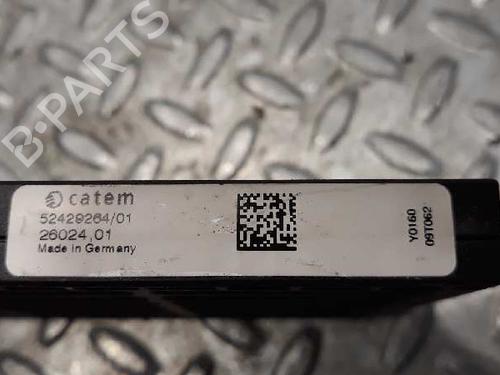 B-PARTS
catem
52429264/01
26024,01
Made in Germany
Y0160
09T062